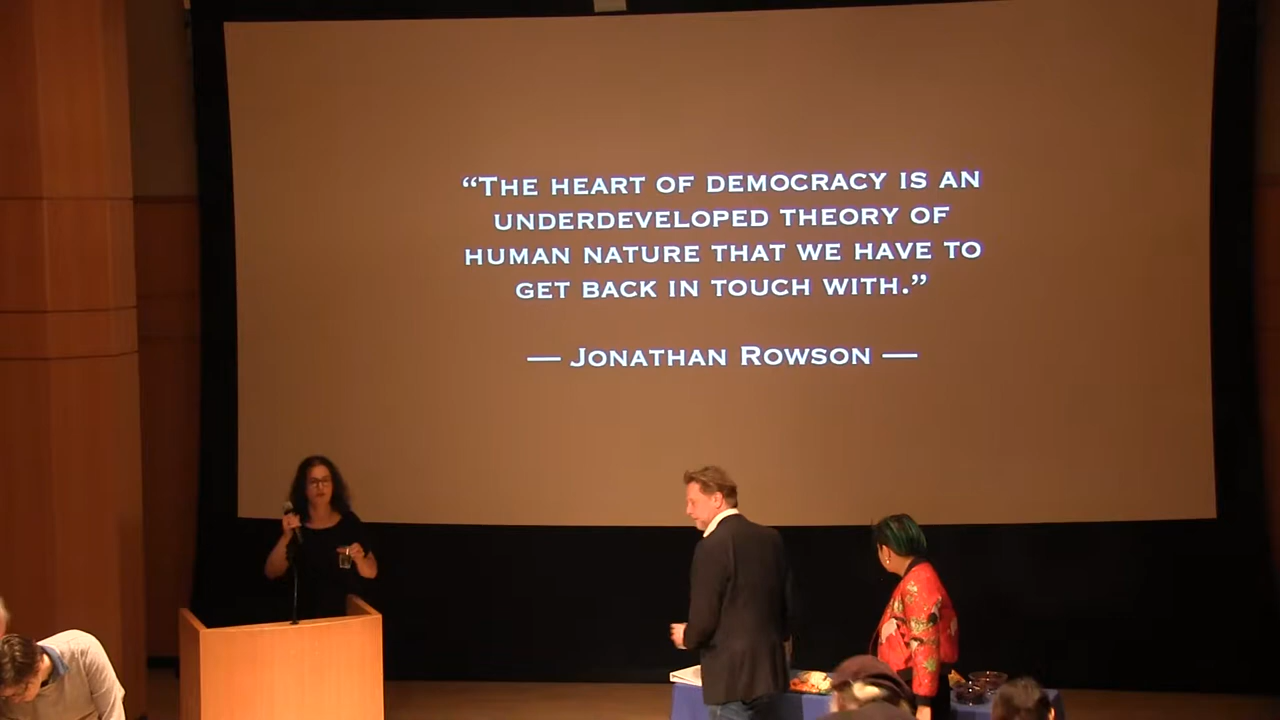 “The heart of democracy is an
underdeveloped theory of
human nature that we have to
get back in touch with.”
— Jonathan Rowson —